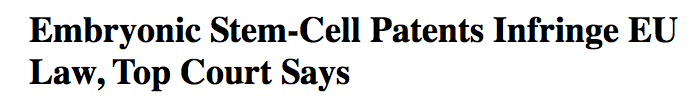 Embryonic Stem-Cell Patents Infringe EU
Law, Top Court Says